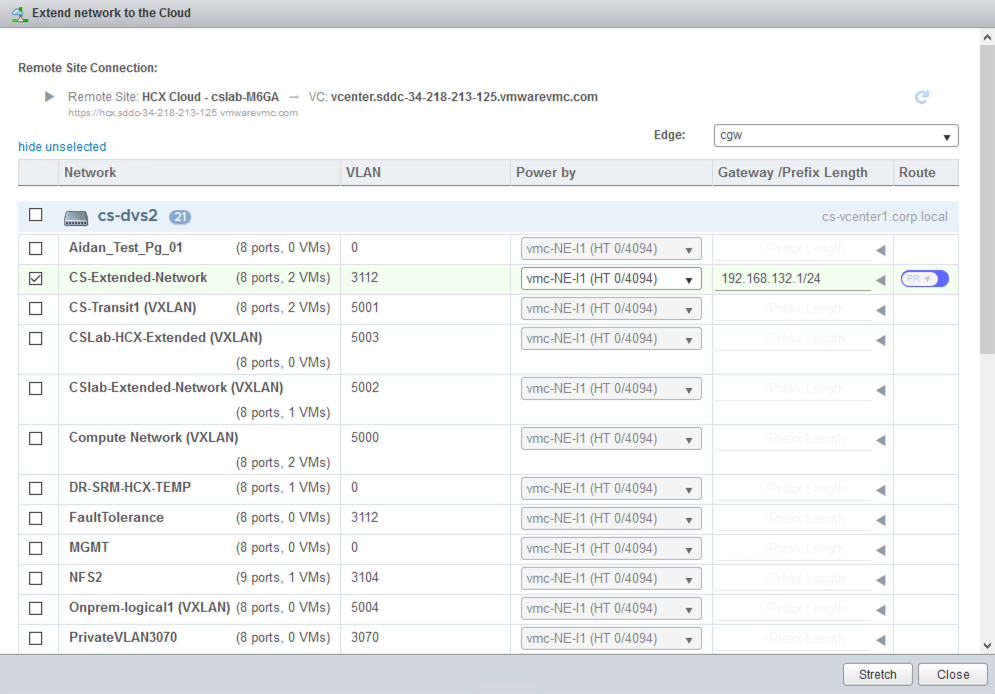 Extend network to the Cloud
Remote Site Connection:
Remote Site: HCX Cloud - cslab-M6GA → VC: vcenter.sddc-34-218-213-125.vmwarevmc.com
https://hcx.sddc-34-218-213-125.vmwarevmc.com
Edge: cgw
hide unselected
Network VLAN Power by Gateway /Prefix Length Route
cs-dvs2 21 cs-vcenter1.corp.local
Aidan_Test_Pg_01 (8 ports, 0 VMs) 0 vmc-NE-I1 (HT 0/4094) /Prefix Length
CS-Extended-Network (8 ports, 2 VMs) 3112 vmc-NE-I1 (HT 0/4094) 192.168.132.1/24 PR
CS-Transit1 (VXLAN) (8 ports, 2 VMs) 5001 vmc-NE-I1 (HT 0/4094) /Prefix Length
CSLab-HCX-Extended (VXLAN) 5003 vmc-NE-I1 (HT 0/4094) /Prefix Length
(8 ports, 0 VMs)
CSlab-Extended-Network (VXLAN) 5002 vmc-NE-I1 (HT 0/4094) /Prefix Length
(8 ports, 1 VMs)
Compute Network (VXLAN) 5000 vmc-NE-I1 (HT 0/4094) /Prefix Length
(8 ports, 2 VMs)
DR-SRM-HCX-TEMP (8 ports, 1 VMs) 0 vmc-NE-I1 (HT 0/4094) /Prefix Length
FaultTolerance (8 ports, 0 VMs) 3112 vmc-NE-I1 (HT 0/4094) /Prefix Length
MGMT (8 ports, 0 VMs) 0 vmc-NE-I1 (HT 0/4094) /Prefix Length
NFS2 (9 ports, 1 VMs) 3104 vmc-NE-I1 (HT 0/4094) /Prefix Length
Onprem-logical1 (VXLAN) (8 ports, 0 VMs) 5004 vmc-NE-I1 (HT 0/4094) /Prefix Length
PrivateVLAN3070 (8 ports, 0 VMs) 3070 vmc-NE-I1 (HT 0/4094) /Prefix Length
Stretch Close